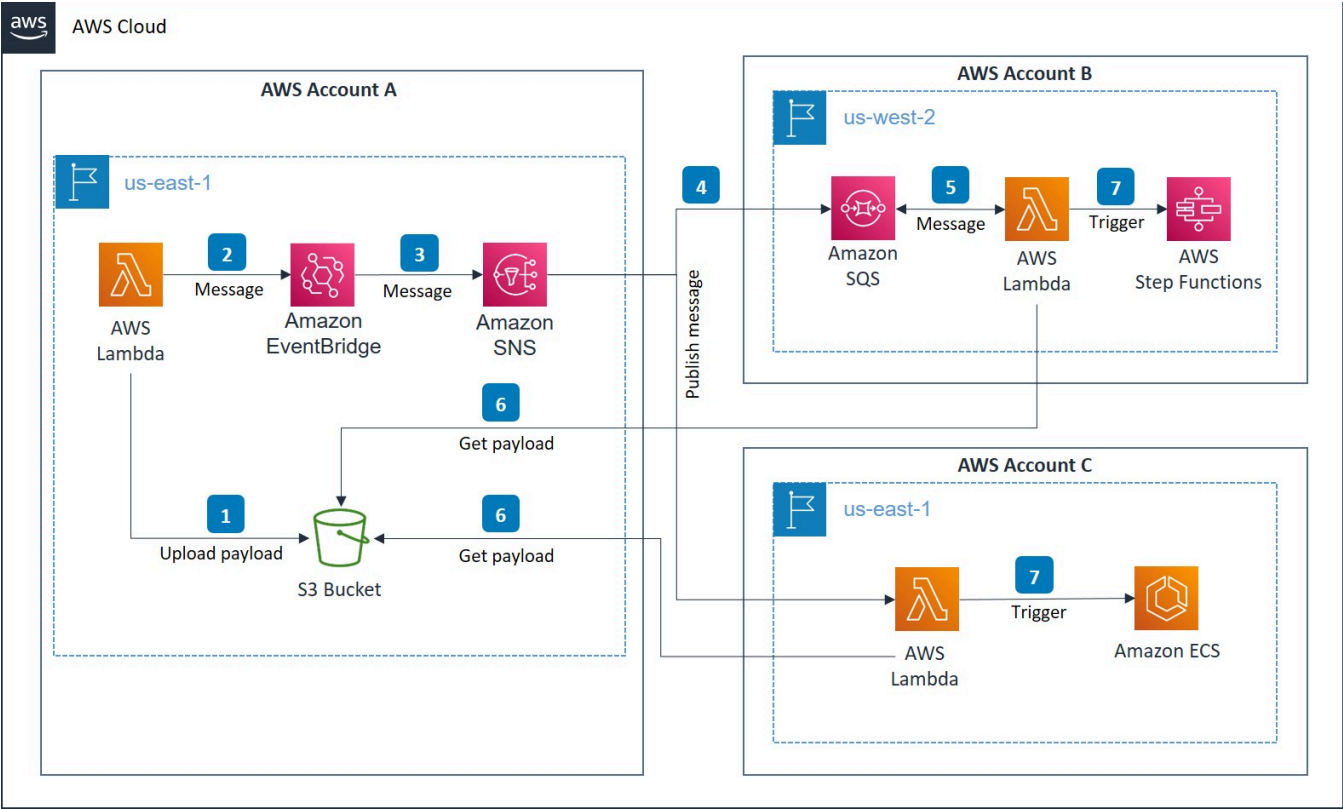 aws
AWS Cloud
AWS Account A
us-east-1
2
Message
3
Message
AWS
Lambda
Amazon
EventBridge
Amazon
SNS
1
Upload payload
S3 Bucket
6
Get payload
6
Get payload
4
Publish message
AWS Account B
us-west-2
5
Message
7
Trigger
Amazon
SQS
AWS
Lambda
AWS
Step Functions
AWS Account C
us-east-1
7
Trigger
AWS
Lambda
Amazon ECS